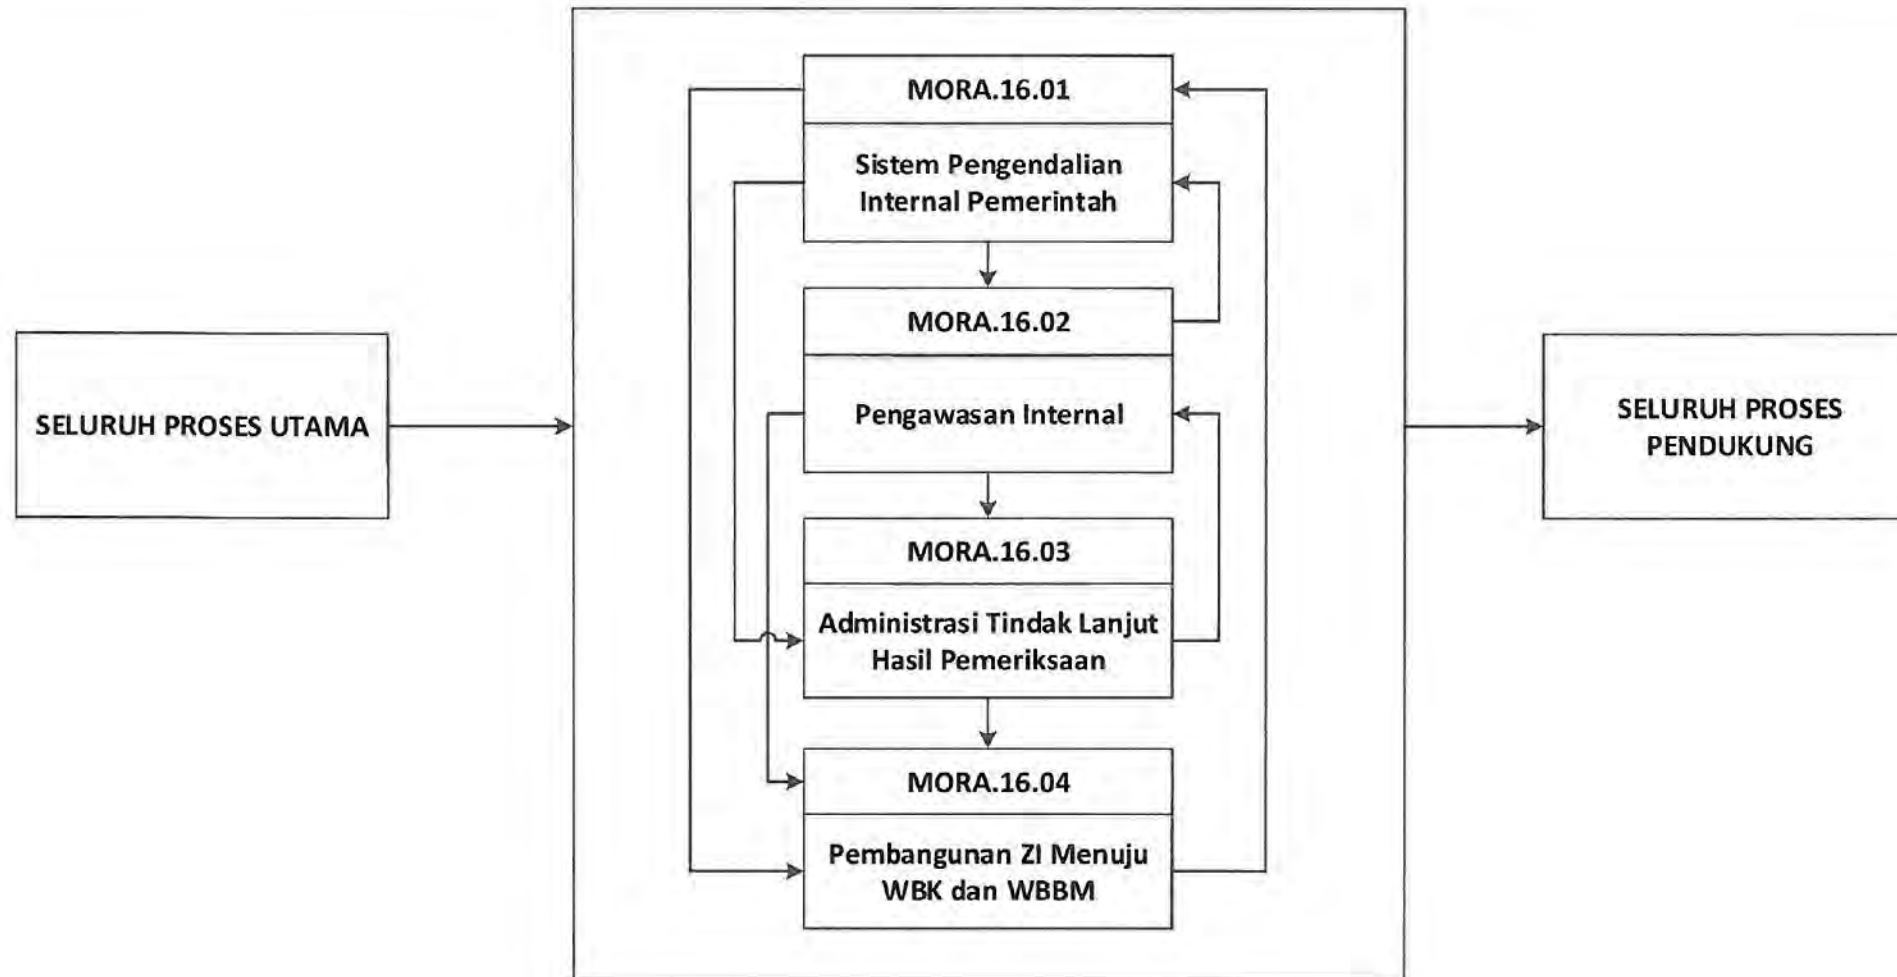 MORA.16.01
Sistem Pengendalian
Internal Pemerintah
MORA.16.02
Pengawasan Internal
MORA.16.03
Administrasi Tindak Lanjut
Hasil Pemeriksaan
MORA.16.04
Pembangunan ZI Menuju
WBK dan WBBM
SELURUH PROSES UTAMA
SELURUH PROSES
PENDUKUNG